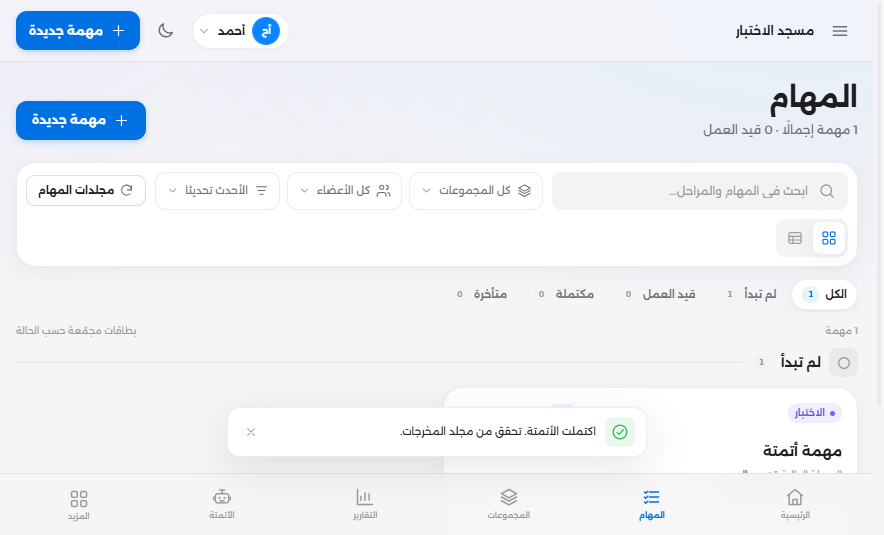 مسجد الاختبار
أح أحمد
مهمة جديدة
المهام
1 مهمة إجمالًا · 0 قيد العمل
مهمة جديدة
ابحث في المهام والمراحل...
كل المجموعات
كل الأعضاء
الأحدث تحديثًا
مجلدات المهام
الكل 1
لم تبدأ 1
قيد العمل 0
مكتملة 0
متأخرة 0
1 مهمة
بطاقات مجمّعة حسب الحالة
لم تبدأ 1
الاختبار
مهمة أتمتة
اكتملت الأتمتة. تحقق من مجلد المخرجات.
الرئيسية
المهام
المجموعات
التقارير
الأتمتة
المزيد